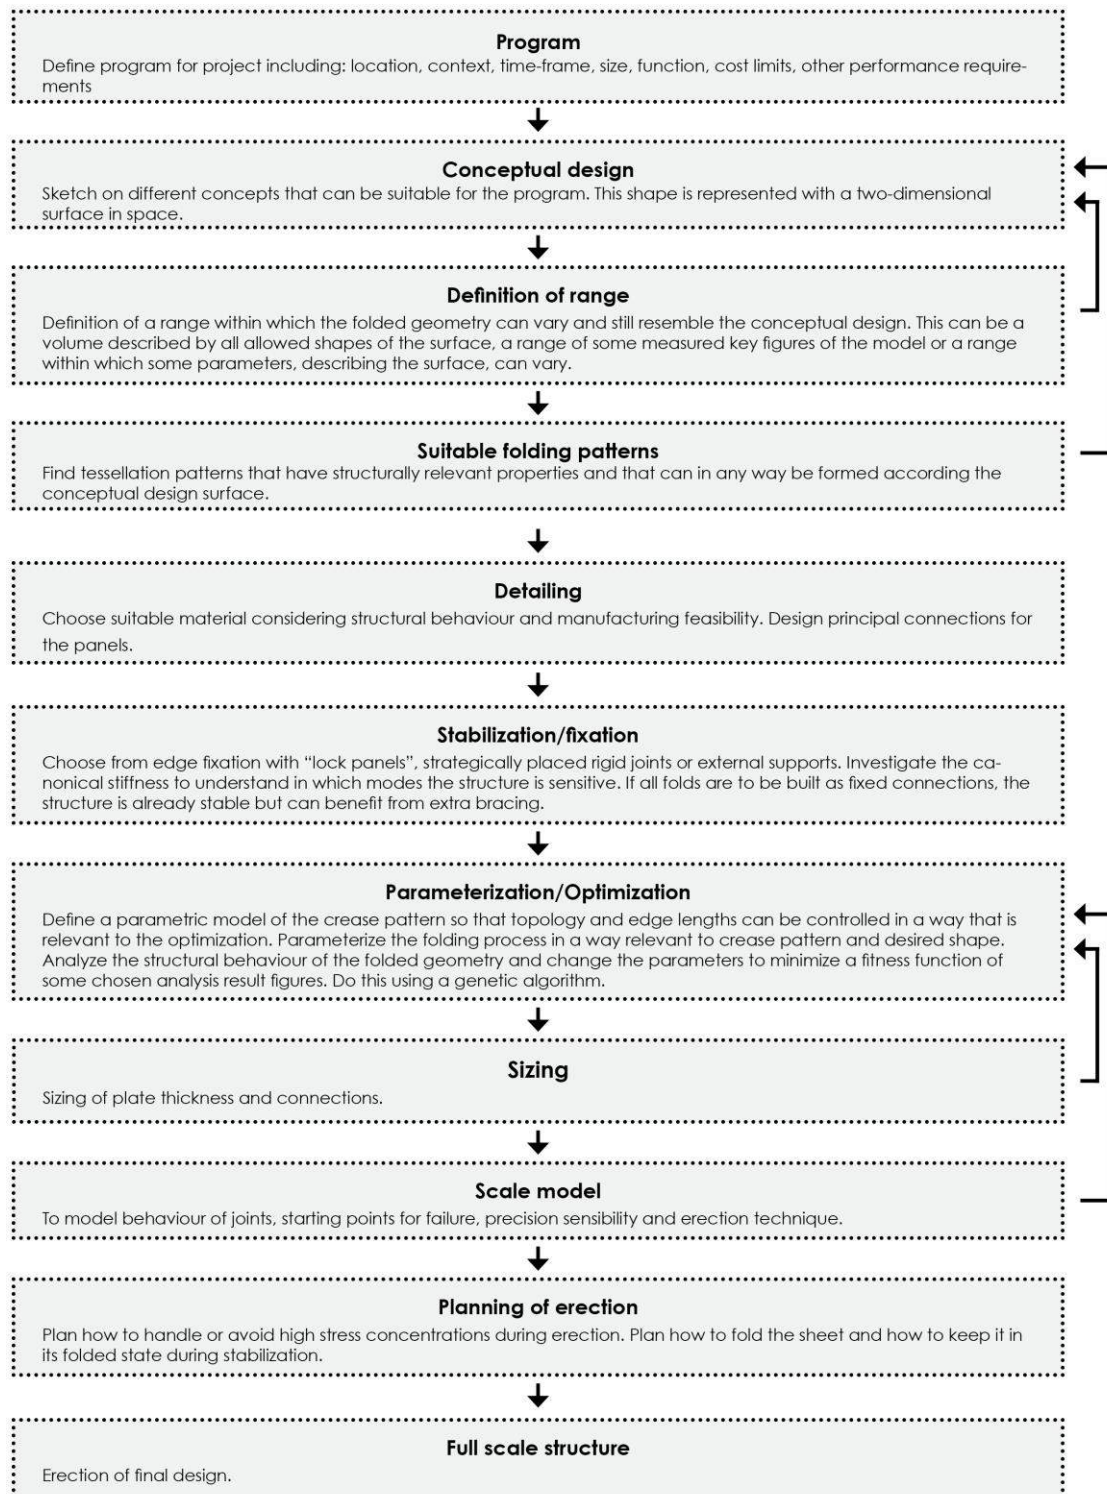 Program
Define program for project including: location, context, time-frame, size, function, cost limits, other performance require-
ments
Conceptual design
Sketch on different concepts that can be suitable for the program. This shape is represented with a two-dimensional
surface in space.
Definition of range
Definition of a range within which the folded geometry can vary and still resemble the conceptual design. This can be a
volume described by all allowed shapes of the surface, a range of some measured key figures of the model or a range
within which some parameters, describing the surface, can vary.
Suitable folding patterns
Find tessellation patterns that have structurally relevant properties and that can in any way be formed according the
conceptual design surface.
Detailing
Choose suitable material considering structural behaviour and manufacturing feasibility. Design principal connections for
the panels.
Stabilization/fixation
Choose from edge fixation with “lock panels”, strategically placed rigid joints or external supports. Investigate the ca-
nonical stiffness to understand in which modes the structure is sensitive. If all folds are to be built as fixed connections, the
structure is already stable but can benefit from extra bracing.
Parameterization/Optimization
Define a parametric model of the crease pattern so that topology and edge lengths can be controlled in a way that is
relevant to the optimization. Parameterize the folding process in a way relevant to crease pattern and desired shape.
Analyze the structural behaviour of the folded geometry and change the parameters to minimize a fitness function of
some chosen analysis result figures. Do this using a genetic algorithm.
Sizing
Sizing of plate thickness and connections.
Scale model
To model behaviour of joints, starting points for failure, precision sensibility and erection technique.
Planning of erection
Plan how to handle or avoid high stress concentrations during erection. Plan how to fold the sheet and how to keep it in
its folded state during stabilization.
Full scale structure
Erection of final design.